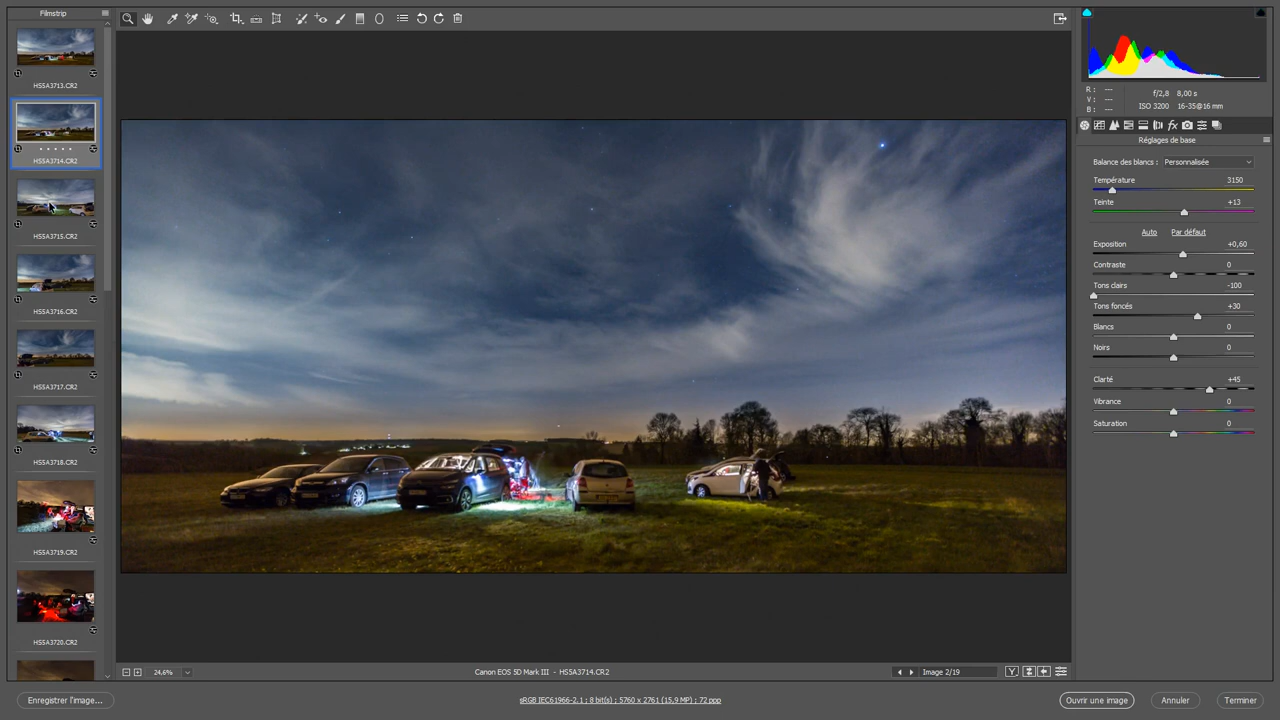 Filmstrip
HS5A3713.CR2
HS5A3714.CR2
HS5A3715.CR2
HS5A3716.CR2
HS5A3717.CR2
HS5A3718.CR2
HS5A3719.CR2
HS5A3720.CR2
R : ---
V : ---
B : ---
f/2,8 8,00 s
ISO 3200 16-35@16 mm
Réglages de base
Balance des blancs : Personnalisée
Température 3150
Teinte +13
Auto Par défaut
Exposition +0,60
Contraste 0
Tons clairs -100
Tons foncés +30
Blancs 0
Noirs 0
Clarté +45
Vibrance 0
Saturation 0
24,6% Canon EOS 5D Mark III - HS5A3714.CR2 Image 2/19 Y
Enregistrer l'image... sRGB IEC61966-2.1 ; 8 bit(s) ; 5760 x 2761 (15,9 MP) ; 72 ppp Ouvrir une image Annuler Terminer